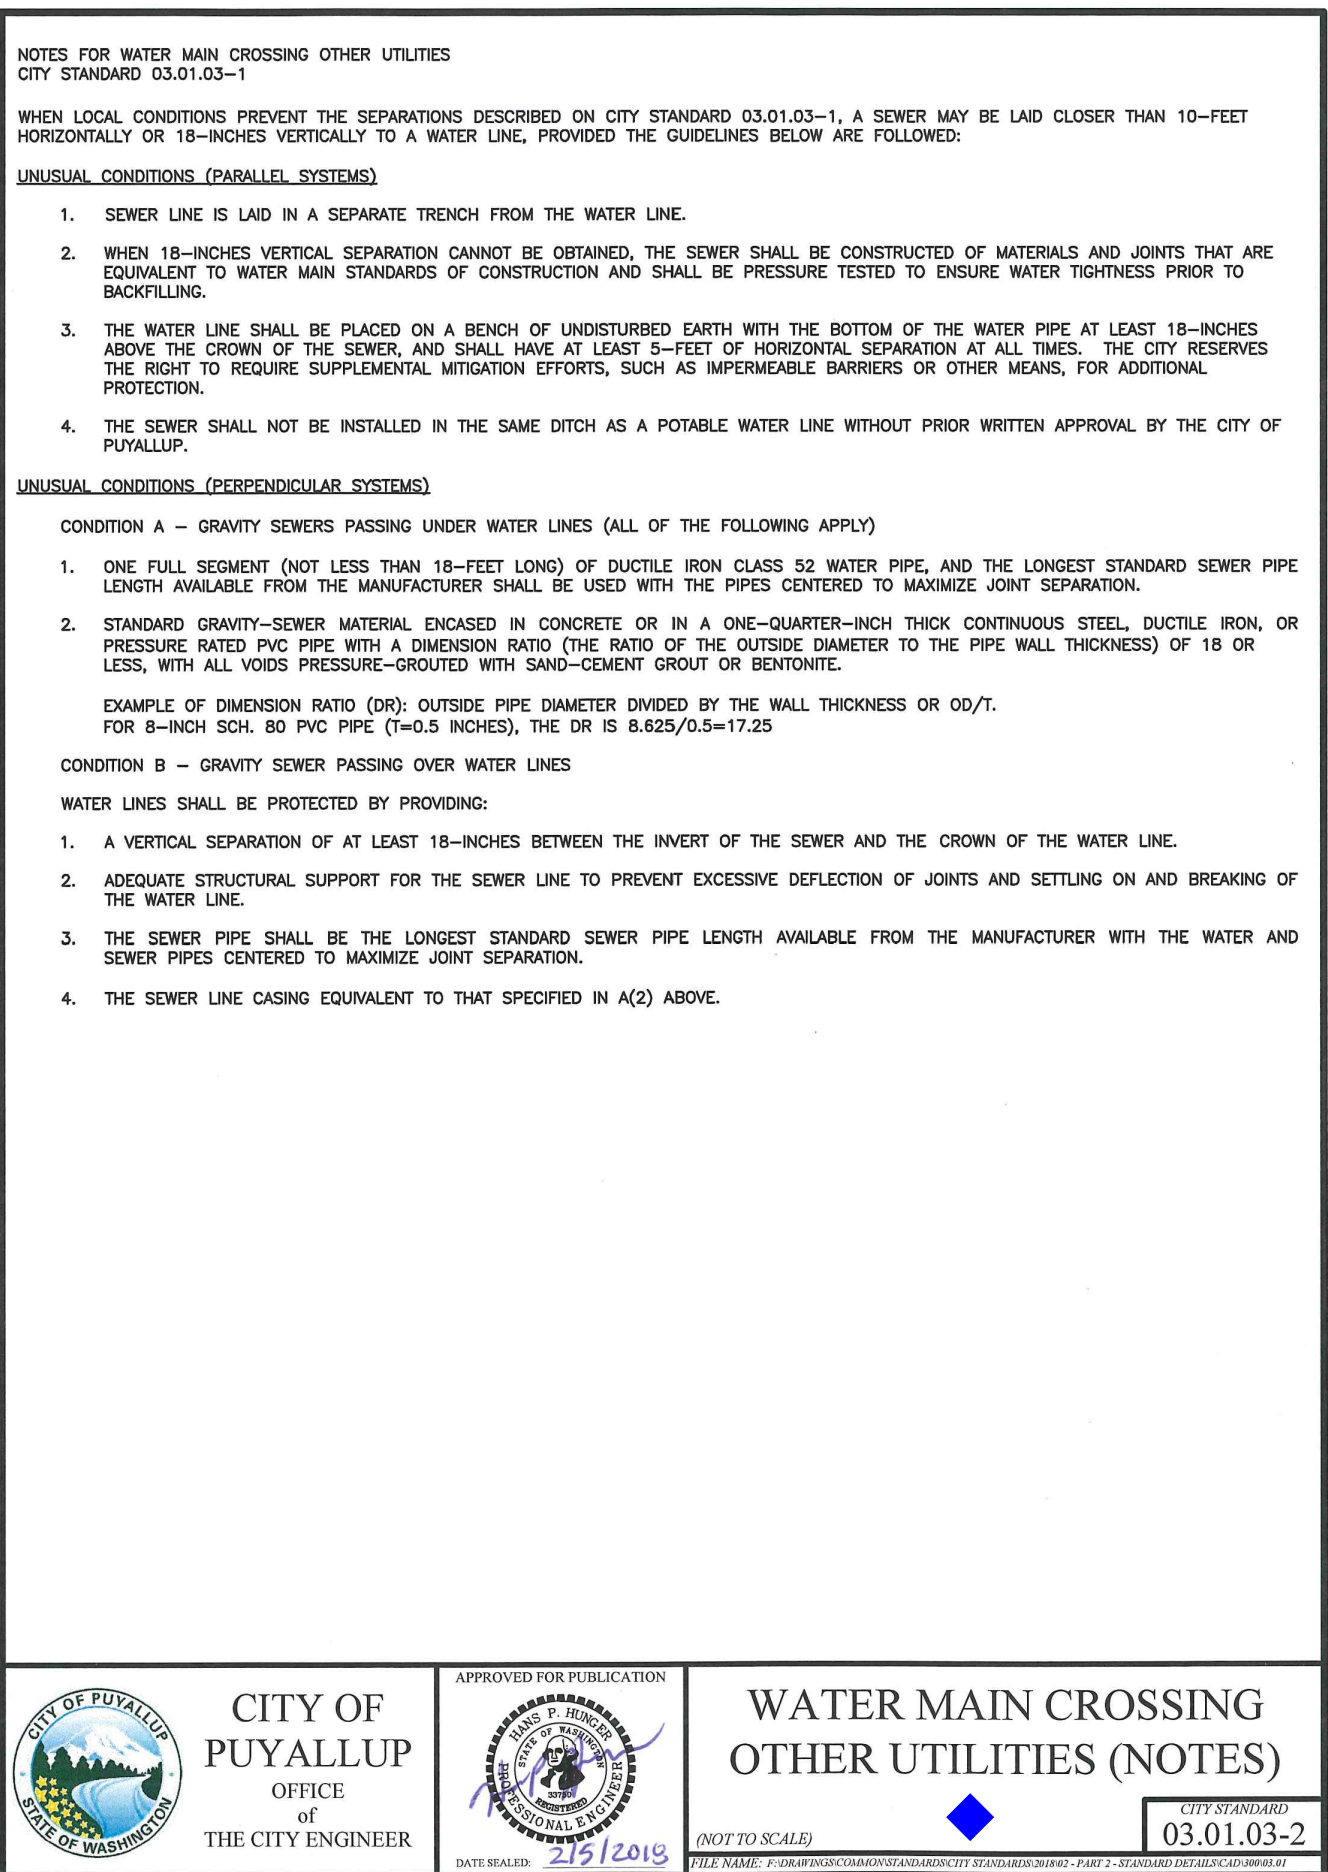 NOTES FOR WATER MAIN CROSSING OTHER UTILITIES
CITY STANDARD 03.01.03-1
WHEN LOCAL CONDITIONS PREVENT THE SEPARATIONS DESCRIBED ON CITY STANDARD 03.01.03-1, A SEWER MAY BE LAID CLOSER THAN 10-FEET
HORIZONTALLY OR 18-INCHES VERTICALLY TO A WATER LINE, PROVIDED THE GUIDELINES BELOW ARE FOLLOWED:
UNUSUAL CONDITIONS (PARALLEL SYSTEMS)
1. SEWER LINE IS LAID IN A SEPARATE TRENCH FROM THE WATER LINE.
2. WHEN 18-INCHES VERTICAL SEPARATION CANNOT BE OBTAINED, THE SEWER SHALL BE CONSTRUCTED OF MATERIALS AND JOINTS THAT ARE
EQUIVALENT TO WATER MAIN STANDARDS OF CONSTRUCTION AND SHALL BE PRESSURE TESTED TO ENSURE WATER TIGHTNESS PRIOR TO
BACKFILLING.
3. THE WATER LINE SHALL BE PLACED ON A BENCH OF UNDISTURBED EARTH WITH THE BOTTOM OF THE WATER PIPE AT LEAST 18-INCHES
ABOVE THE CROWN OF THE SEWER, AND SHALL HAVE AT LEAST 5-FEET OF HORIZONTAL SEPARATION AT ALL TIMES. THE CITY RESERVES
THE RIGHT TO REQUIRE SUPPLEMENTAL MITIGATION EFFORTS, SUCH AS IMPERMEABLE BARRIERS OR OTHER MEANS, FOR ADDITIONAL
PROTECTION.
4. THE SEWER SHALL NOT BE INSTALLED IN THE SAME DITCH AS A POTABLE WATER LINE WITHOUT PRIOR WRITTEN APPROVAL BY THE CITY OF
PUYALLUP.
UNUSUAL CONDITIONS (PERPENDICULAR SYSTEMS)
CONDITION A - GRAVITY SEWERS PASSING UNDER WATER LINES (ALL OF THE FOLLOWING APPLY)
1. ONE FULL SEGMENT (NOT LESS THAN 18-FEET LONG) OF DUCTILE IRON CLASS 52 WATER PIPE, AND THE LONGEST STANDARD SEWER PIPE
LENGTH AVAILABLE FROM THE MANUFACTURER SHALL BE USED WITH THE PIPES CENTERED TO MAXIMIZE JOINT SEPARATION.
2. STANDARD GRAVITY-SEWER MATERIAL ENCASED IN CONCRETE OR IN A ONE-QUARTER-INCH THICK CONTINUOUS STEEL, DUCTILE IRON, OR
PRESSURE RATED PVC PIPE WITH A DIMENSION RATIO (THE RATIO OF THE OUTSIDE DIAMETER TO THE PIPE WALL THICKNESS) OF 18 OR
LESS, WITH ALL VOIDS PRESSURE-GROUTED WITH SAND-CEMENT GROUT OR BENTONITE.
EXAMPLE OF DIMENSION RATIO (DR): OUTSIDE PIPE DIAMETER DIVIDED BY THE WALL THICKNESS OR OD/T.
FOR 8-INCH SCH. 80 PVC PIPE (T=0.5 INCHES), THE DR IS 8.625/0.5=17.25
CONDITION B - GRAVITY SEWER PASSING OVER WATER LINES
WATER LINES SHALL BE PROTECTED BY PROVIDING:
1. A VERTICAL SEPARATION OF AT LEAST 18-INCHES BETWEEN THE INVERT OF THE SEWER AND THE CROWN OF THE WATER LINE.
2. ADEQUATE STRUCTURAL SUPPORT FOR THE SEWER LINE TO PREVENT EXCESSIVE DEFLECTION OF JOINTS AND SETTLING ON AND BREAKING OF
THE WATER LINE.
3. THE SEWER PIPE SHALL BE THE LONGEST STANDARD SEWER PIPE LENGTH AVAILABLE FROM THE MANUFACTURER WITH THE WATER AND
SEWER PIPES CENTERED TO MAXIMIZE JOINT SEPARATION.
4. THE SEWER LINE CASING EQUIVALENT TO THAT SPECIFIED IN A(2) ABOVE.
CITY OF PUYALLUP
STATE OF WASHINGTON
CITY OF
PUYALLUP
OFFICE
of
THE CITY ENGINEER
APPROVED FOR PUBLICATION
HANS P. HUNGER
STATE OF WASHINGTON
33750
REGISTERED
PROFESSIONAL ENGINEER
DATE SEALED: 2/5/2018
WATER MAIN CROSSING
OTHER UTILITIES (NOTES)
(NOT TO SCALE)
CITY STANDARD
03.01.03-2
FILE NAME: F:\DRAWINGS\COMMON\STANDARDS\CITY STANDARDS\2018\02 - PART 2 - STANDARD DETAILS\CAD\300\03.01